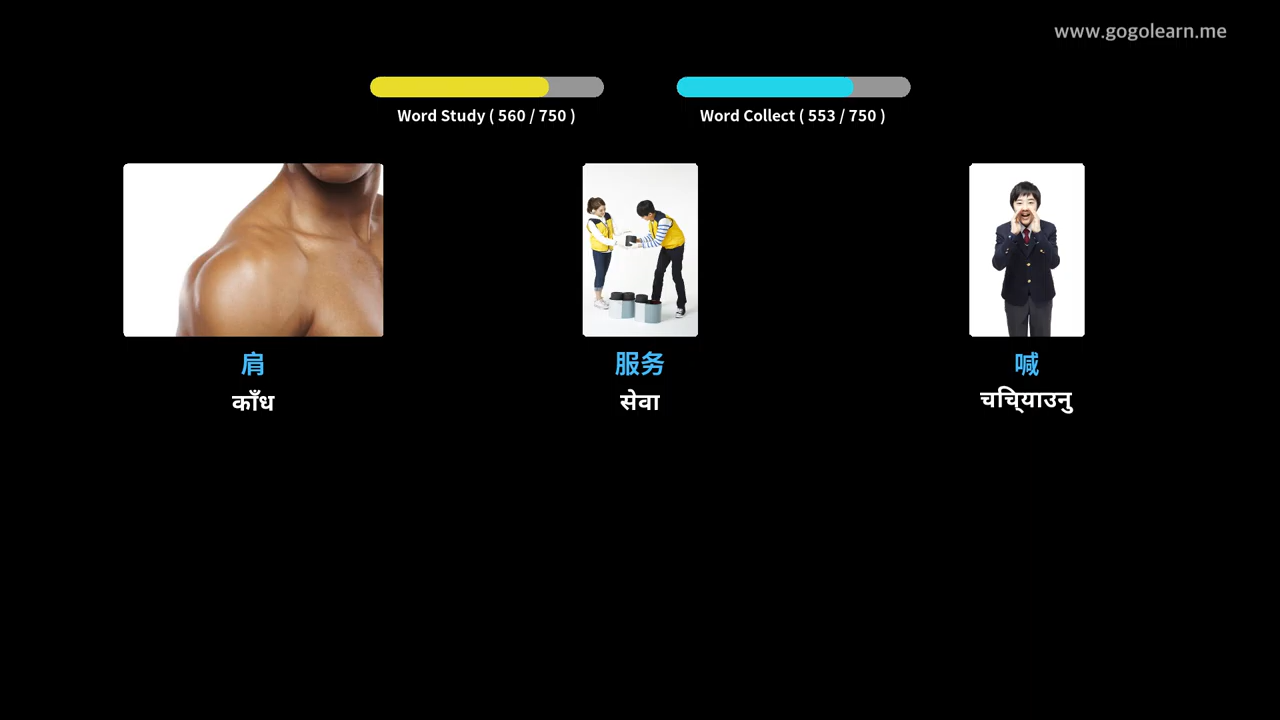 www.gogolearn.me
Word Study ( 560 / 750 )
Word Collect ( 553 / 750 )
肩
服务
喊
काँध
सेवा
चिच्याउनु